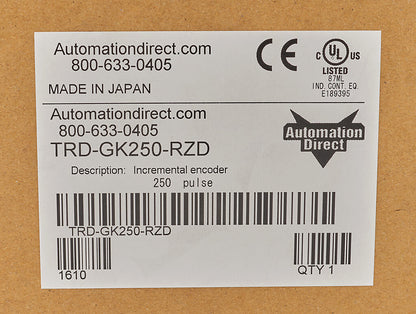 Automationdirect.com
800-633-0405
MADE IN JAPAN
CE
C UL US
LISTED
87ML
IND. CONT. EQ.
E189395
Automationdirect.com
800-633-0405
TRD-GK250-RZD
Automation
Direct
Description: Incremental encoder
250 pulse
TRD-GK250-RZD
1610
QTY 1